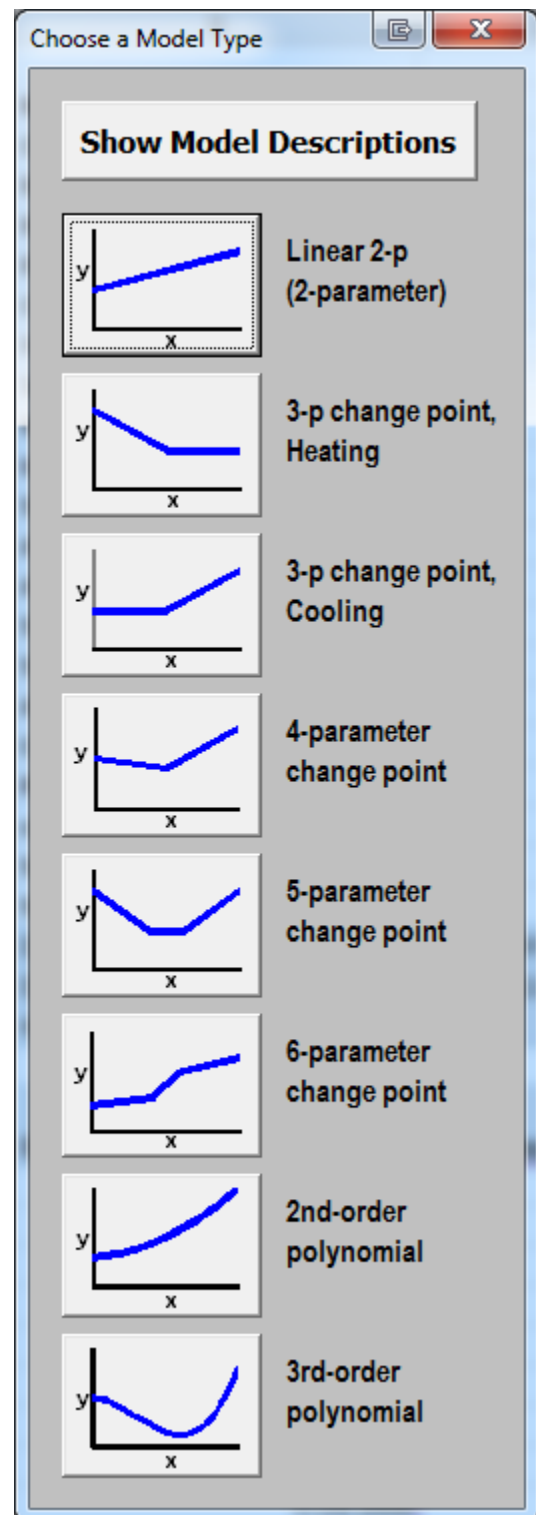 Choose a Model Type
X
Show Model Descriptions
y
x
Linear 2-p
(2-parameter)
y
x
3-p change point,
Heating
y
x
3-p change point,
Cooling
y
x
4-parameter
change point
y
x
5-parameter
change point
y
x
6-parameter
change point
y
x
2nd-order
polynomial
y
x
3rd-order
polynomial